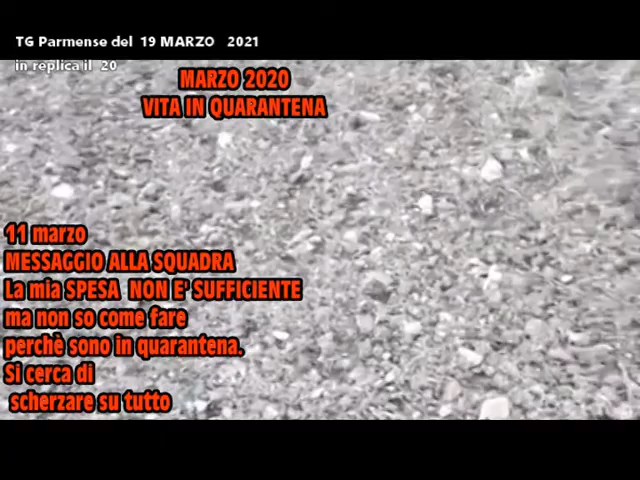 TG Parmense del 19 MARZO 2021
in replica il 20
MARZO 2020
VITA IN QUARANTENA
11 marzo
MESSAGGIO ALLA SQUADRA
La mia SPESA NON E' SUFFICIENTE
ma non so come fare
perchè sono in quarantena.
Si cerca di
scherzare su tutto